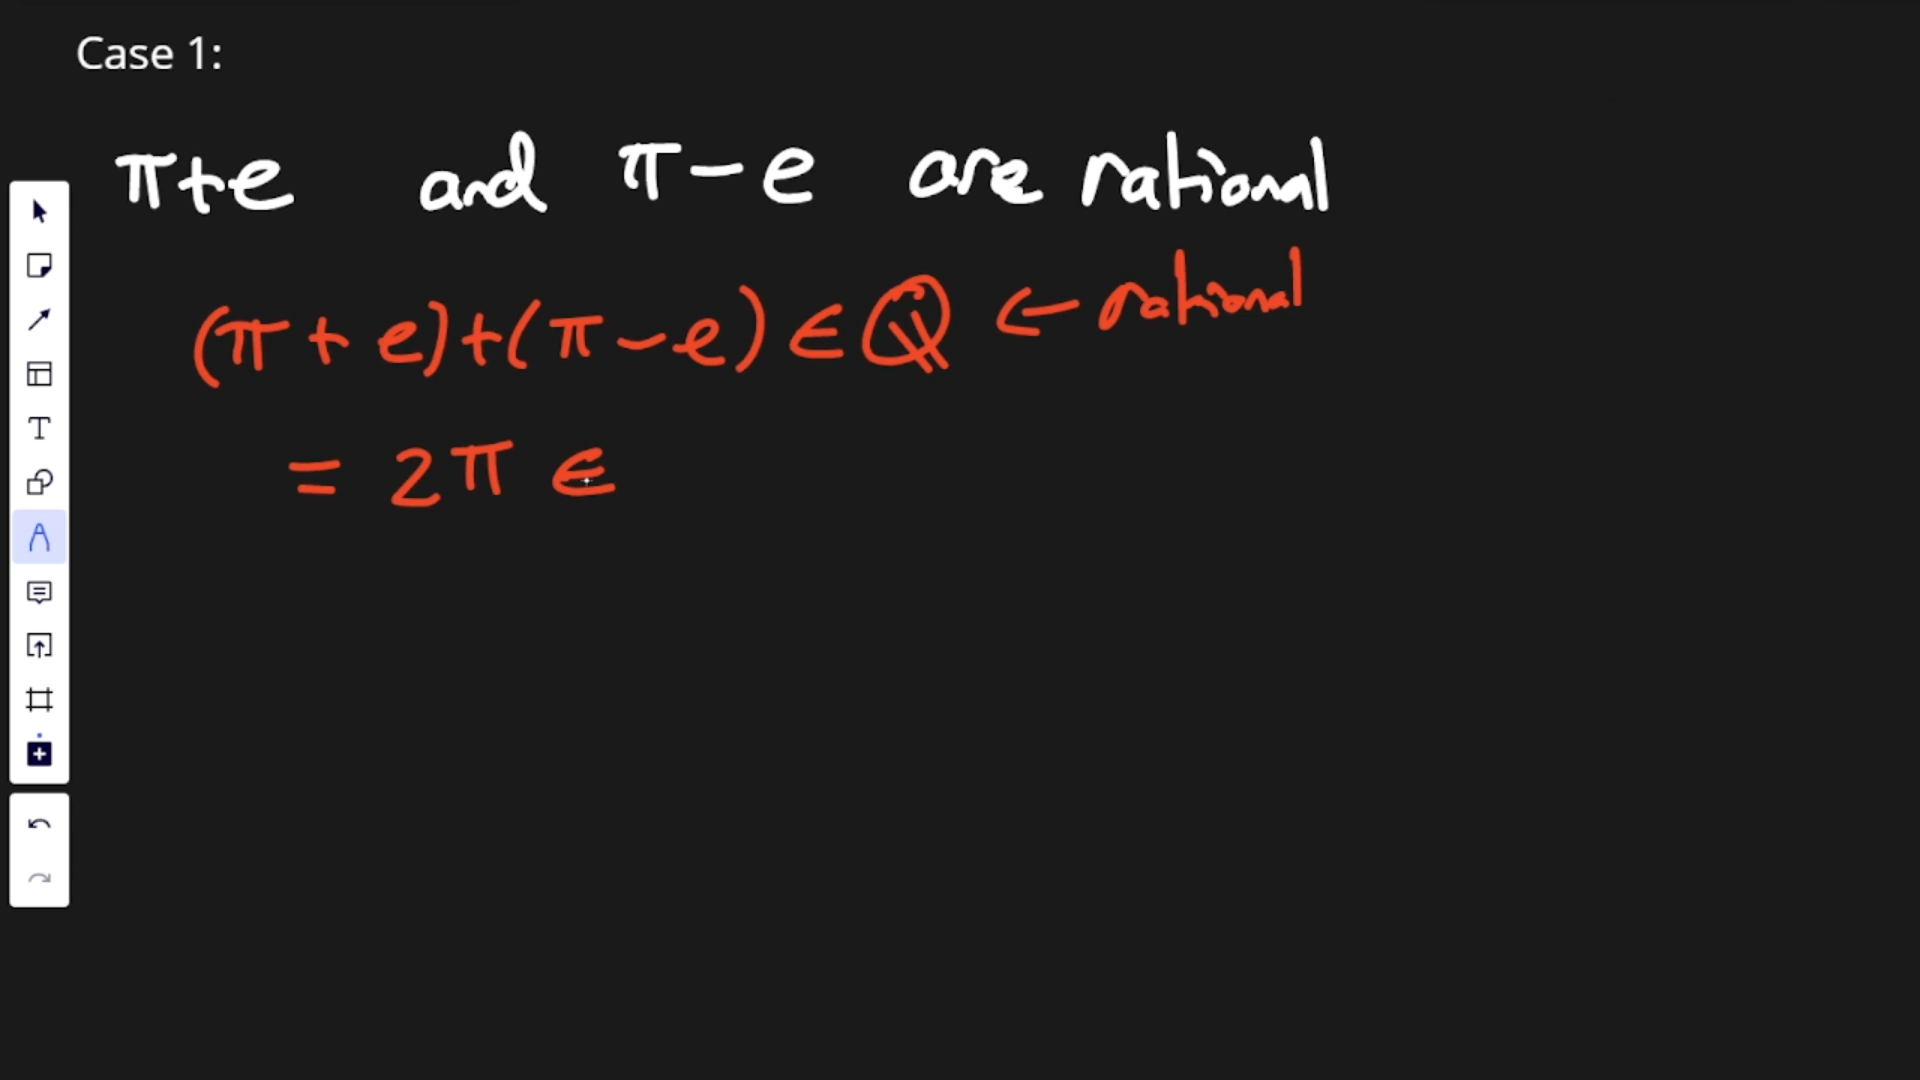 Case 1:
π+e and π-e are rational
(π + e)+(π-e) ∈ ℚ ← rational
= 2π ∈